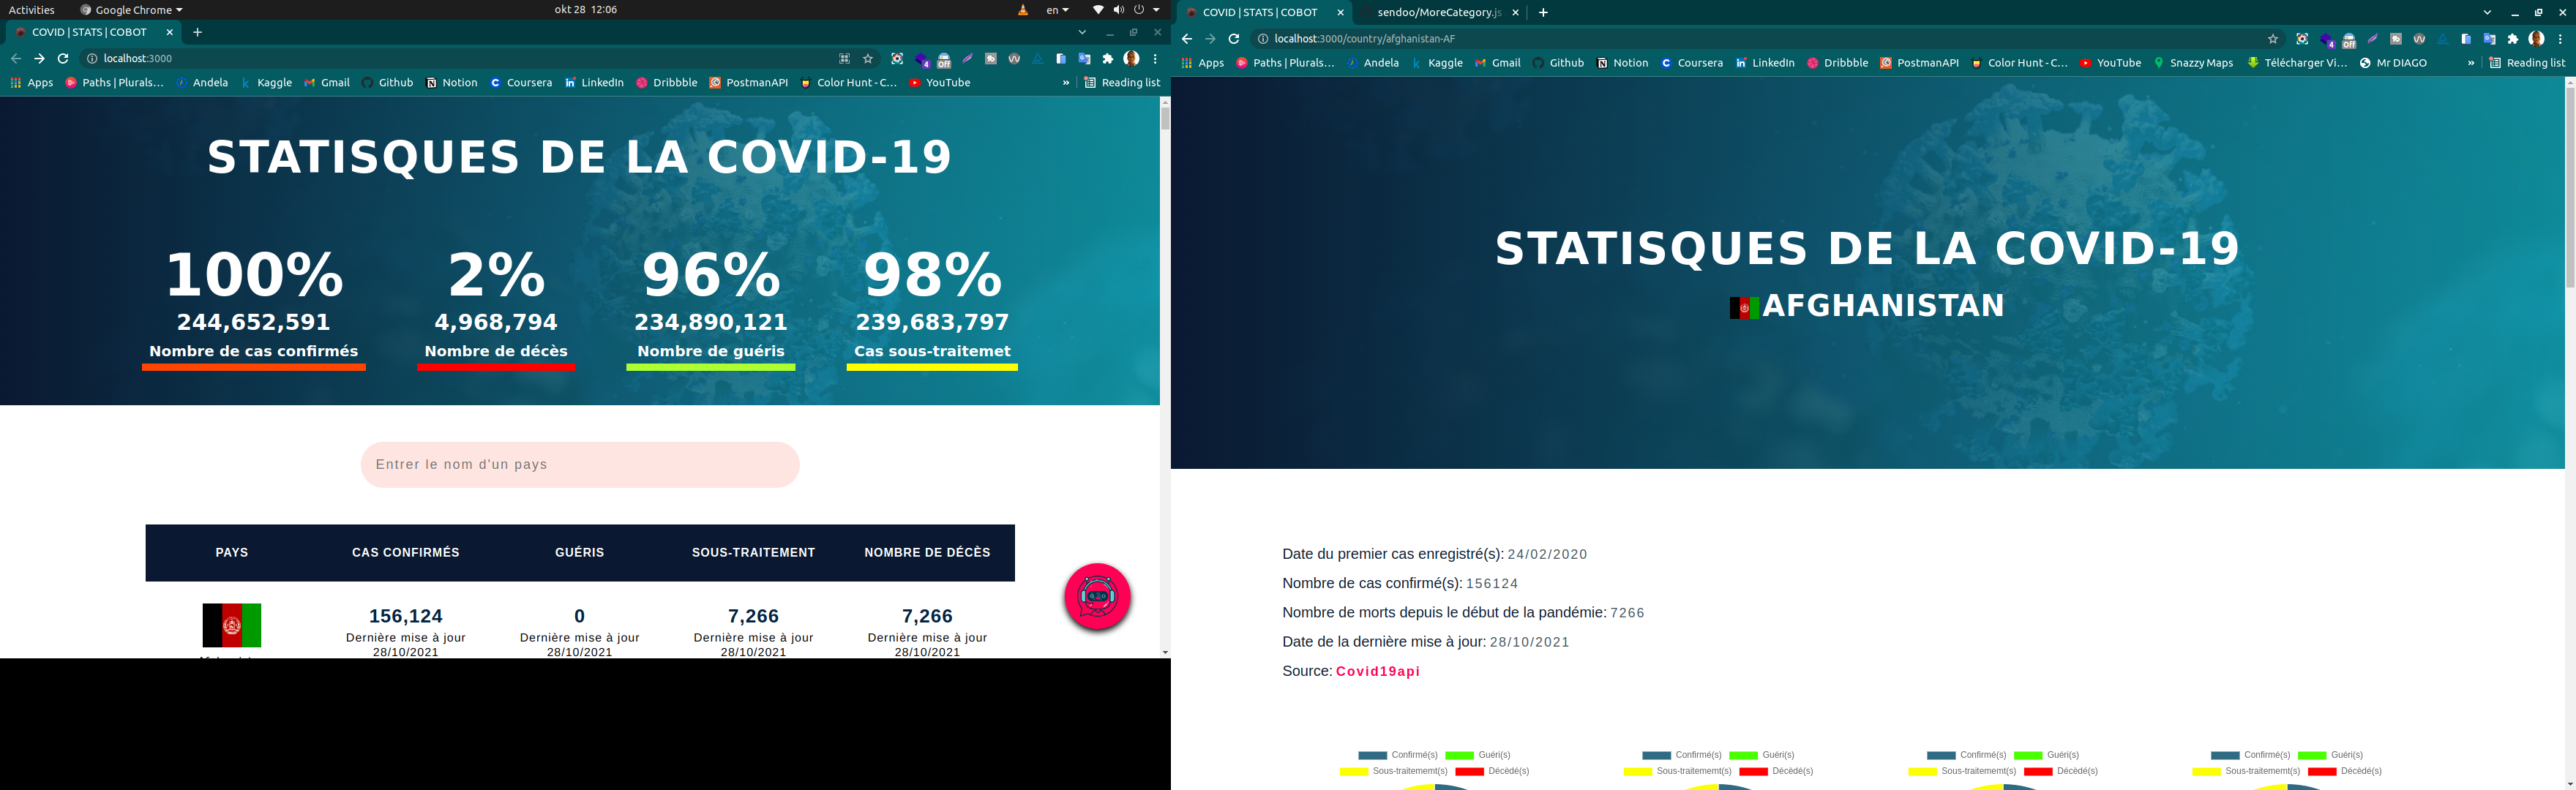 Activities Google Chrome okt 28 12:06 en
COVID | STATS | COBOT
localhost:3000
Apps Paths | Plurals… Andela Kaggle Gmail Github Notion Coursera LinkedIn Dribbble PostmanAPI Color Hunt - C… YouTube » Reading list
STATISQUES DE LA COVID-19
100% 2% 96% 98%
244,652,591 4,968,794 234,890,121 239,683,797
Nombre de cas confirmés Nombre de décès Nombre de guéris Cas sous-traitemet
Entrer le nom d'un pays
PAYS CAS CONFIRMÉS GUÉRIS SOUS-TRAITEMENT NOMBRE DE DÉCÈS
156,124 0 7,266 7,266
Dernière mise à jour Dernière mise à jour Dernière mise à jour Dernière mise à jour
28/10/2021 28/10/2021 28/10/2021 28/10/2021
COVID | STATS | COBOT sendoo/MoreCategory.js
localhost:3000/country/afghanistan-AF 4 Off
Apps Paths | Plurals… Andela Kaggle Gmail Github Notion Coursera LinkedIn Dribbble PostmanAPI Color Hunt - C… YouTube Snazzy Maps Télécharger Vi… Mr DIAGO » Reading list
STATISQUES DE LA COVID-19
AFGHANISTAN
Date du premier cas enregistré(s): 24/02/2020
Nombre de cas confirmé(s): 156124
Nombre de morts depuis le début de la pandémie: 7266
Date de la dernière mise à jour: 28/10/2021
Source: Covid19api
Confirmé(s) Guéri(s) Confirmé(s) Guéri(s) Confirmé(s) Guéri(s) Confirmé(s) Guéri(s)
Sous-traitememt(s) Décèdé(s) Sous-traitememt(s) Décèdé(s) Sous-traitememt(s) Décèdé(s) Sous-traitememt(s) Décèdé(s)